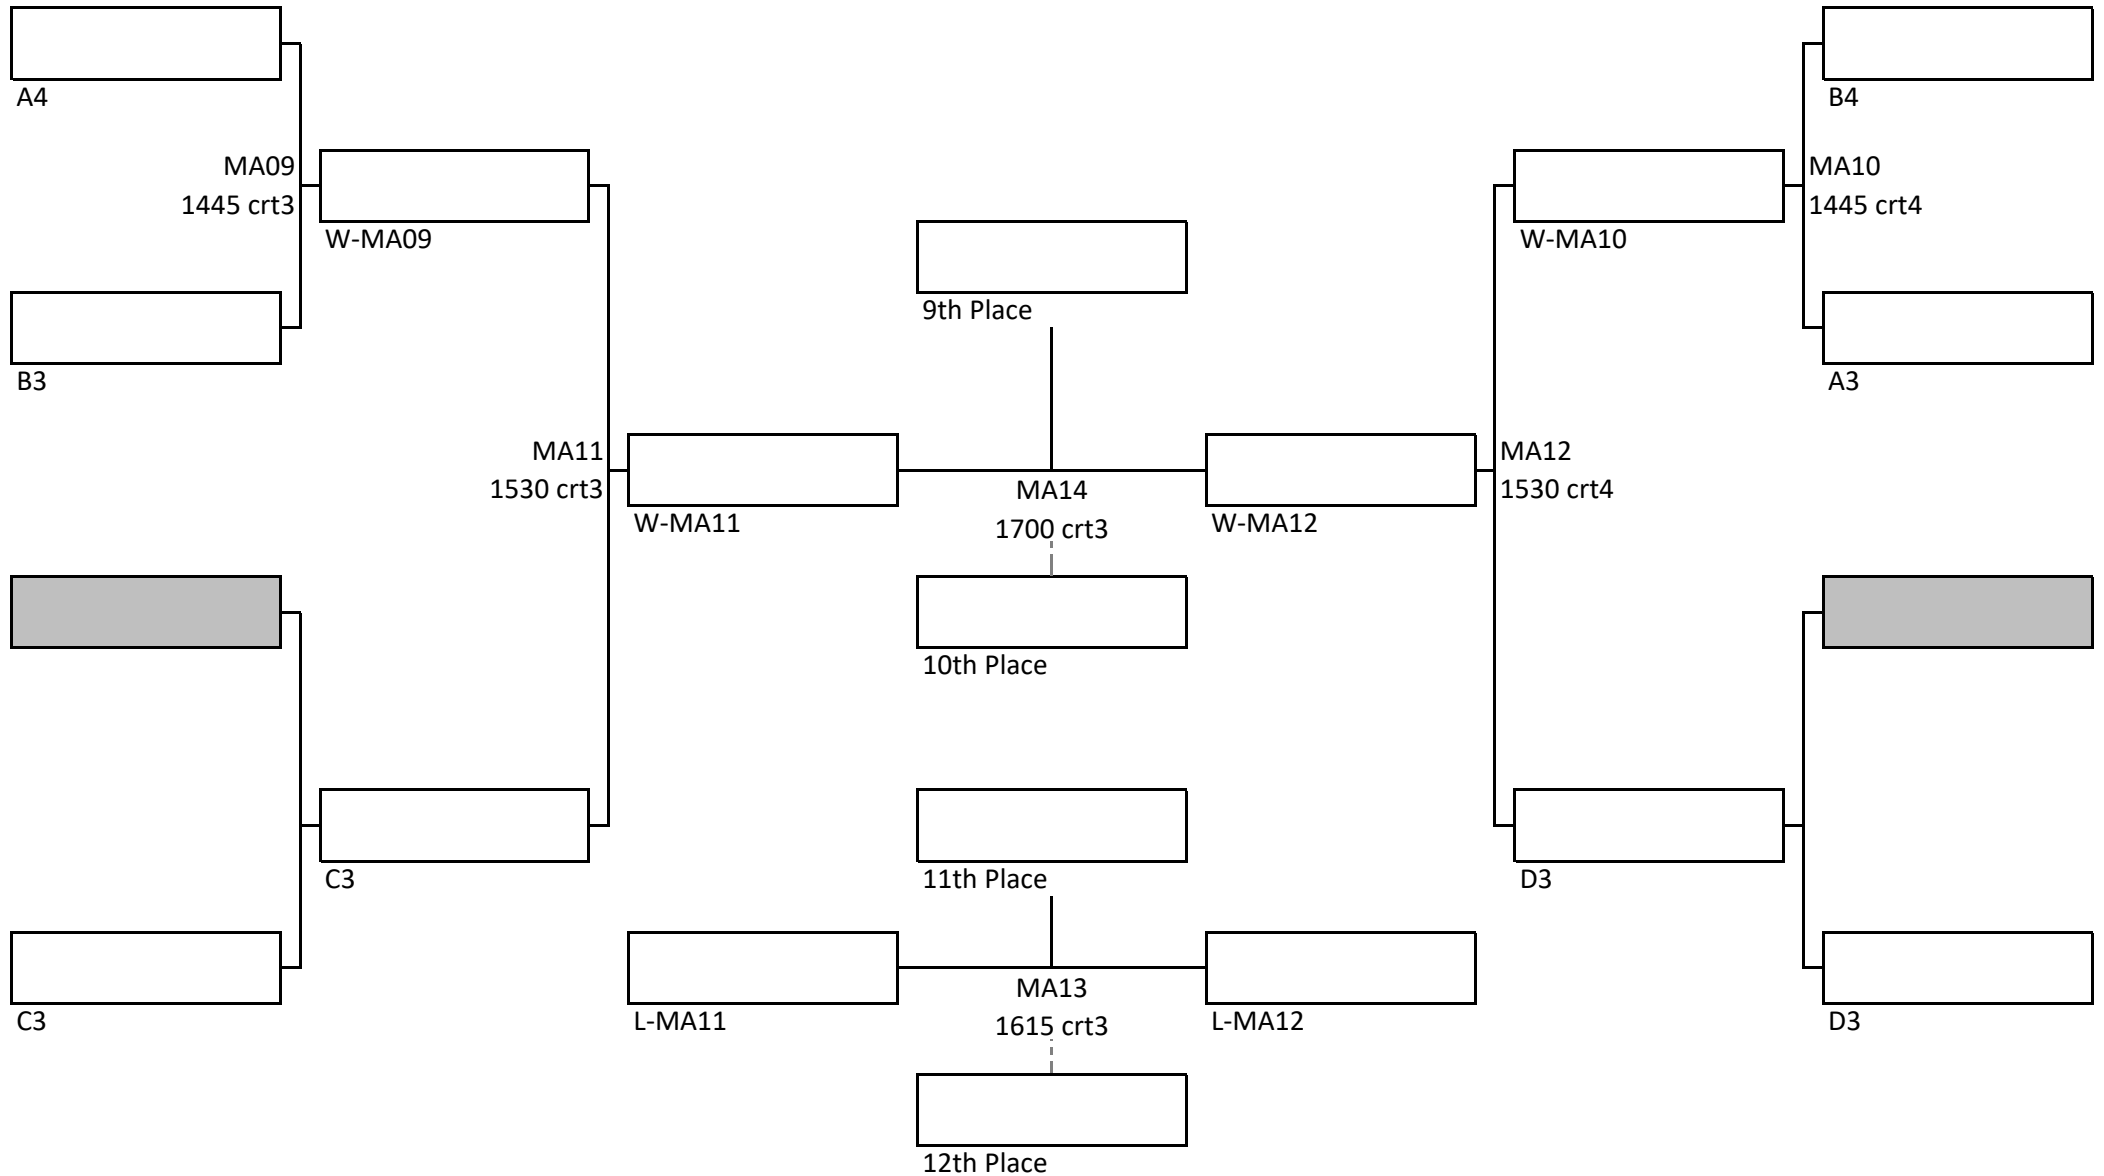 A4
B4
MA09
1445 crt3
MA10
1445 crt4
W-MA09
W-MA10
9th Place
B3
A3
MA11
1530 crt3
MA12
1530 crt4
MA14
1700 crt3
W-MA11
W-MA12
10th Place
C3
11th Place
D3
MA13
1615 crt3
C3
L-MA11
L-MA12
D3
12th Place